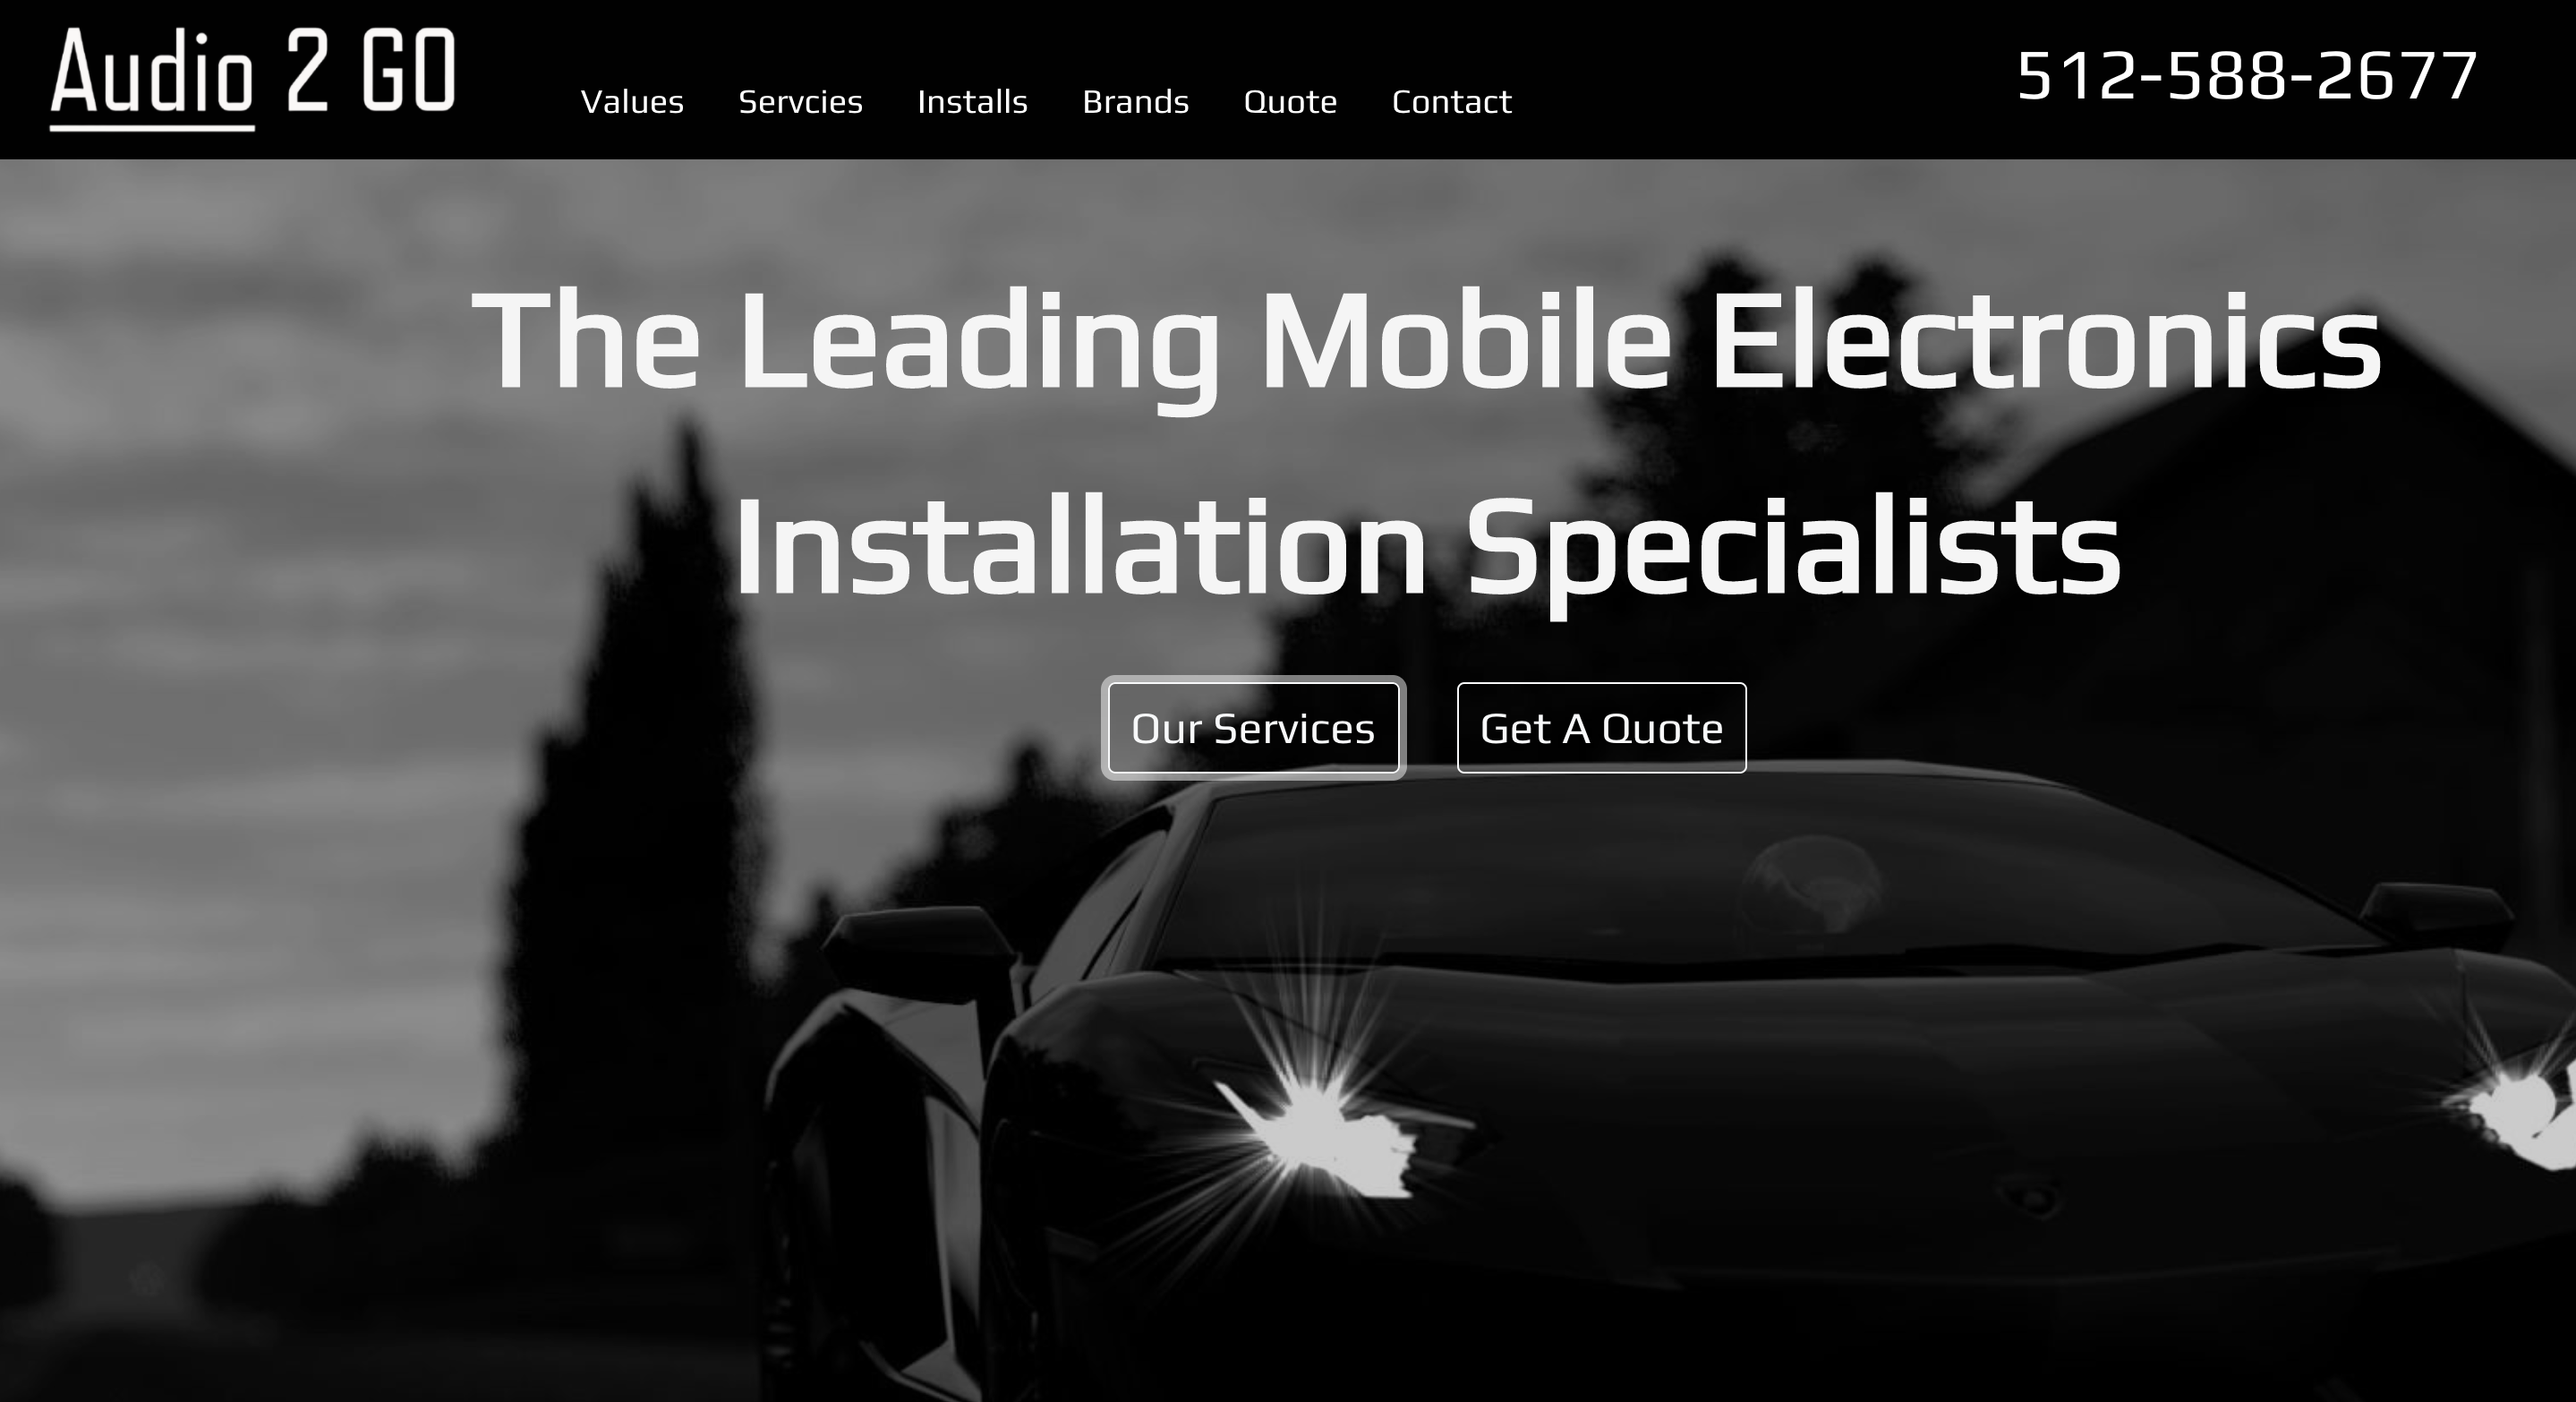 Audio 2 GO
Values Servcies Installs Brands Quote Contact
512-588-2677
The Leading Mobile Electronics
Installation Specialists
Our Services Get A Quote